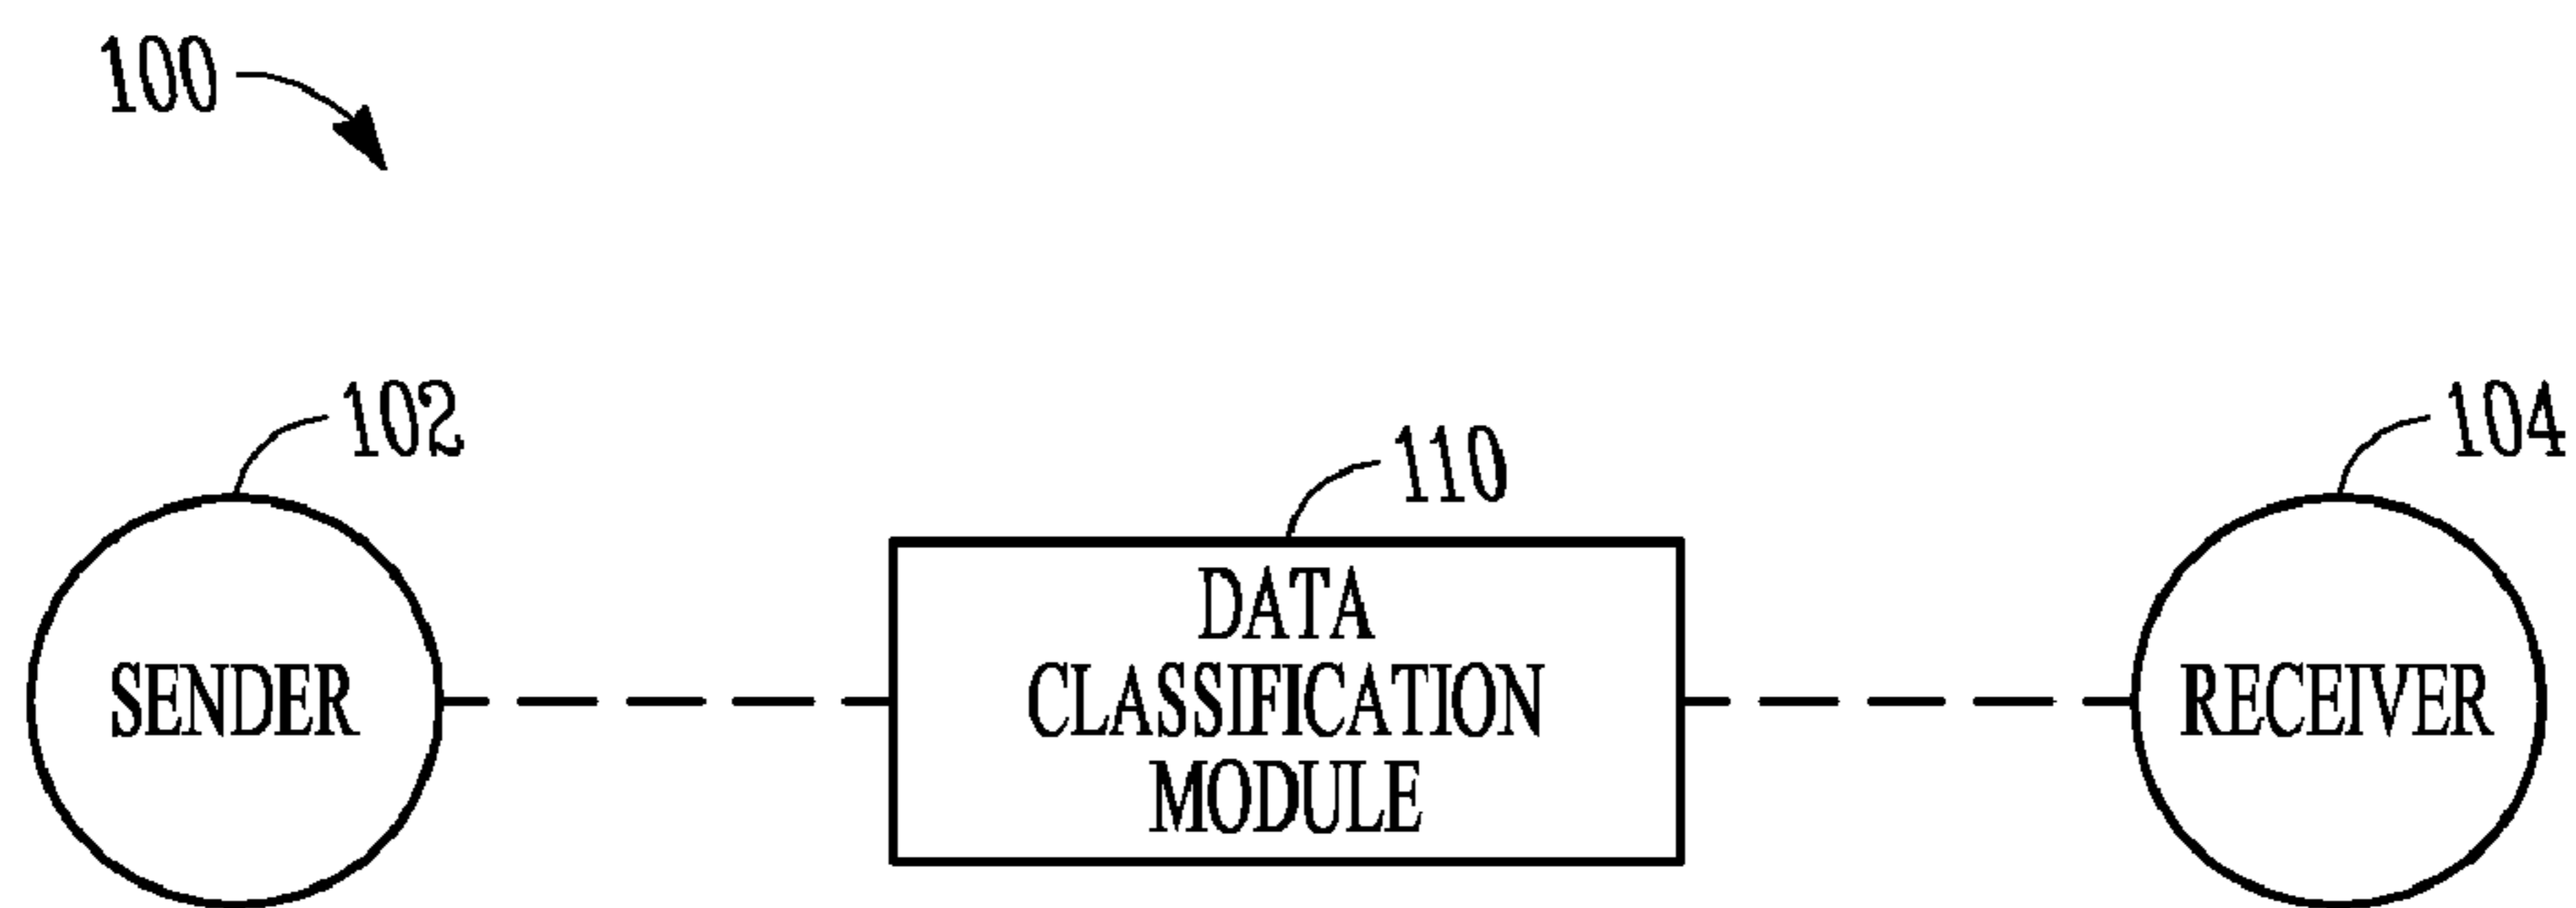 100
102
110
104
SENDER
DATA
CLASSIFICATION
MODULE
RECEIVER